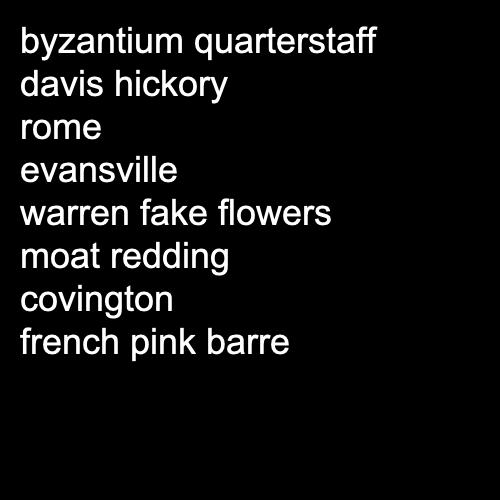 byzantium quarterstaff
davis hickory
rome
evansville
warren fake flowers
moat redding
covington
french pink barre